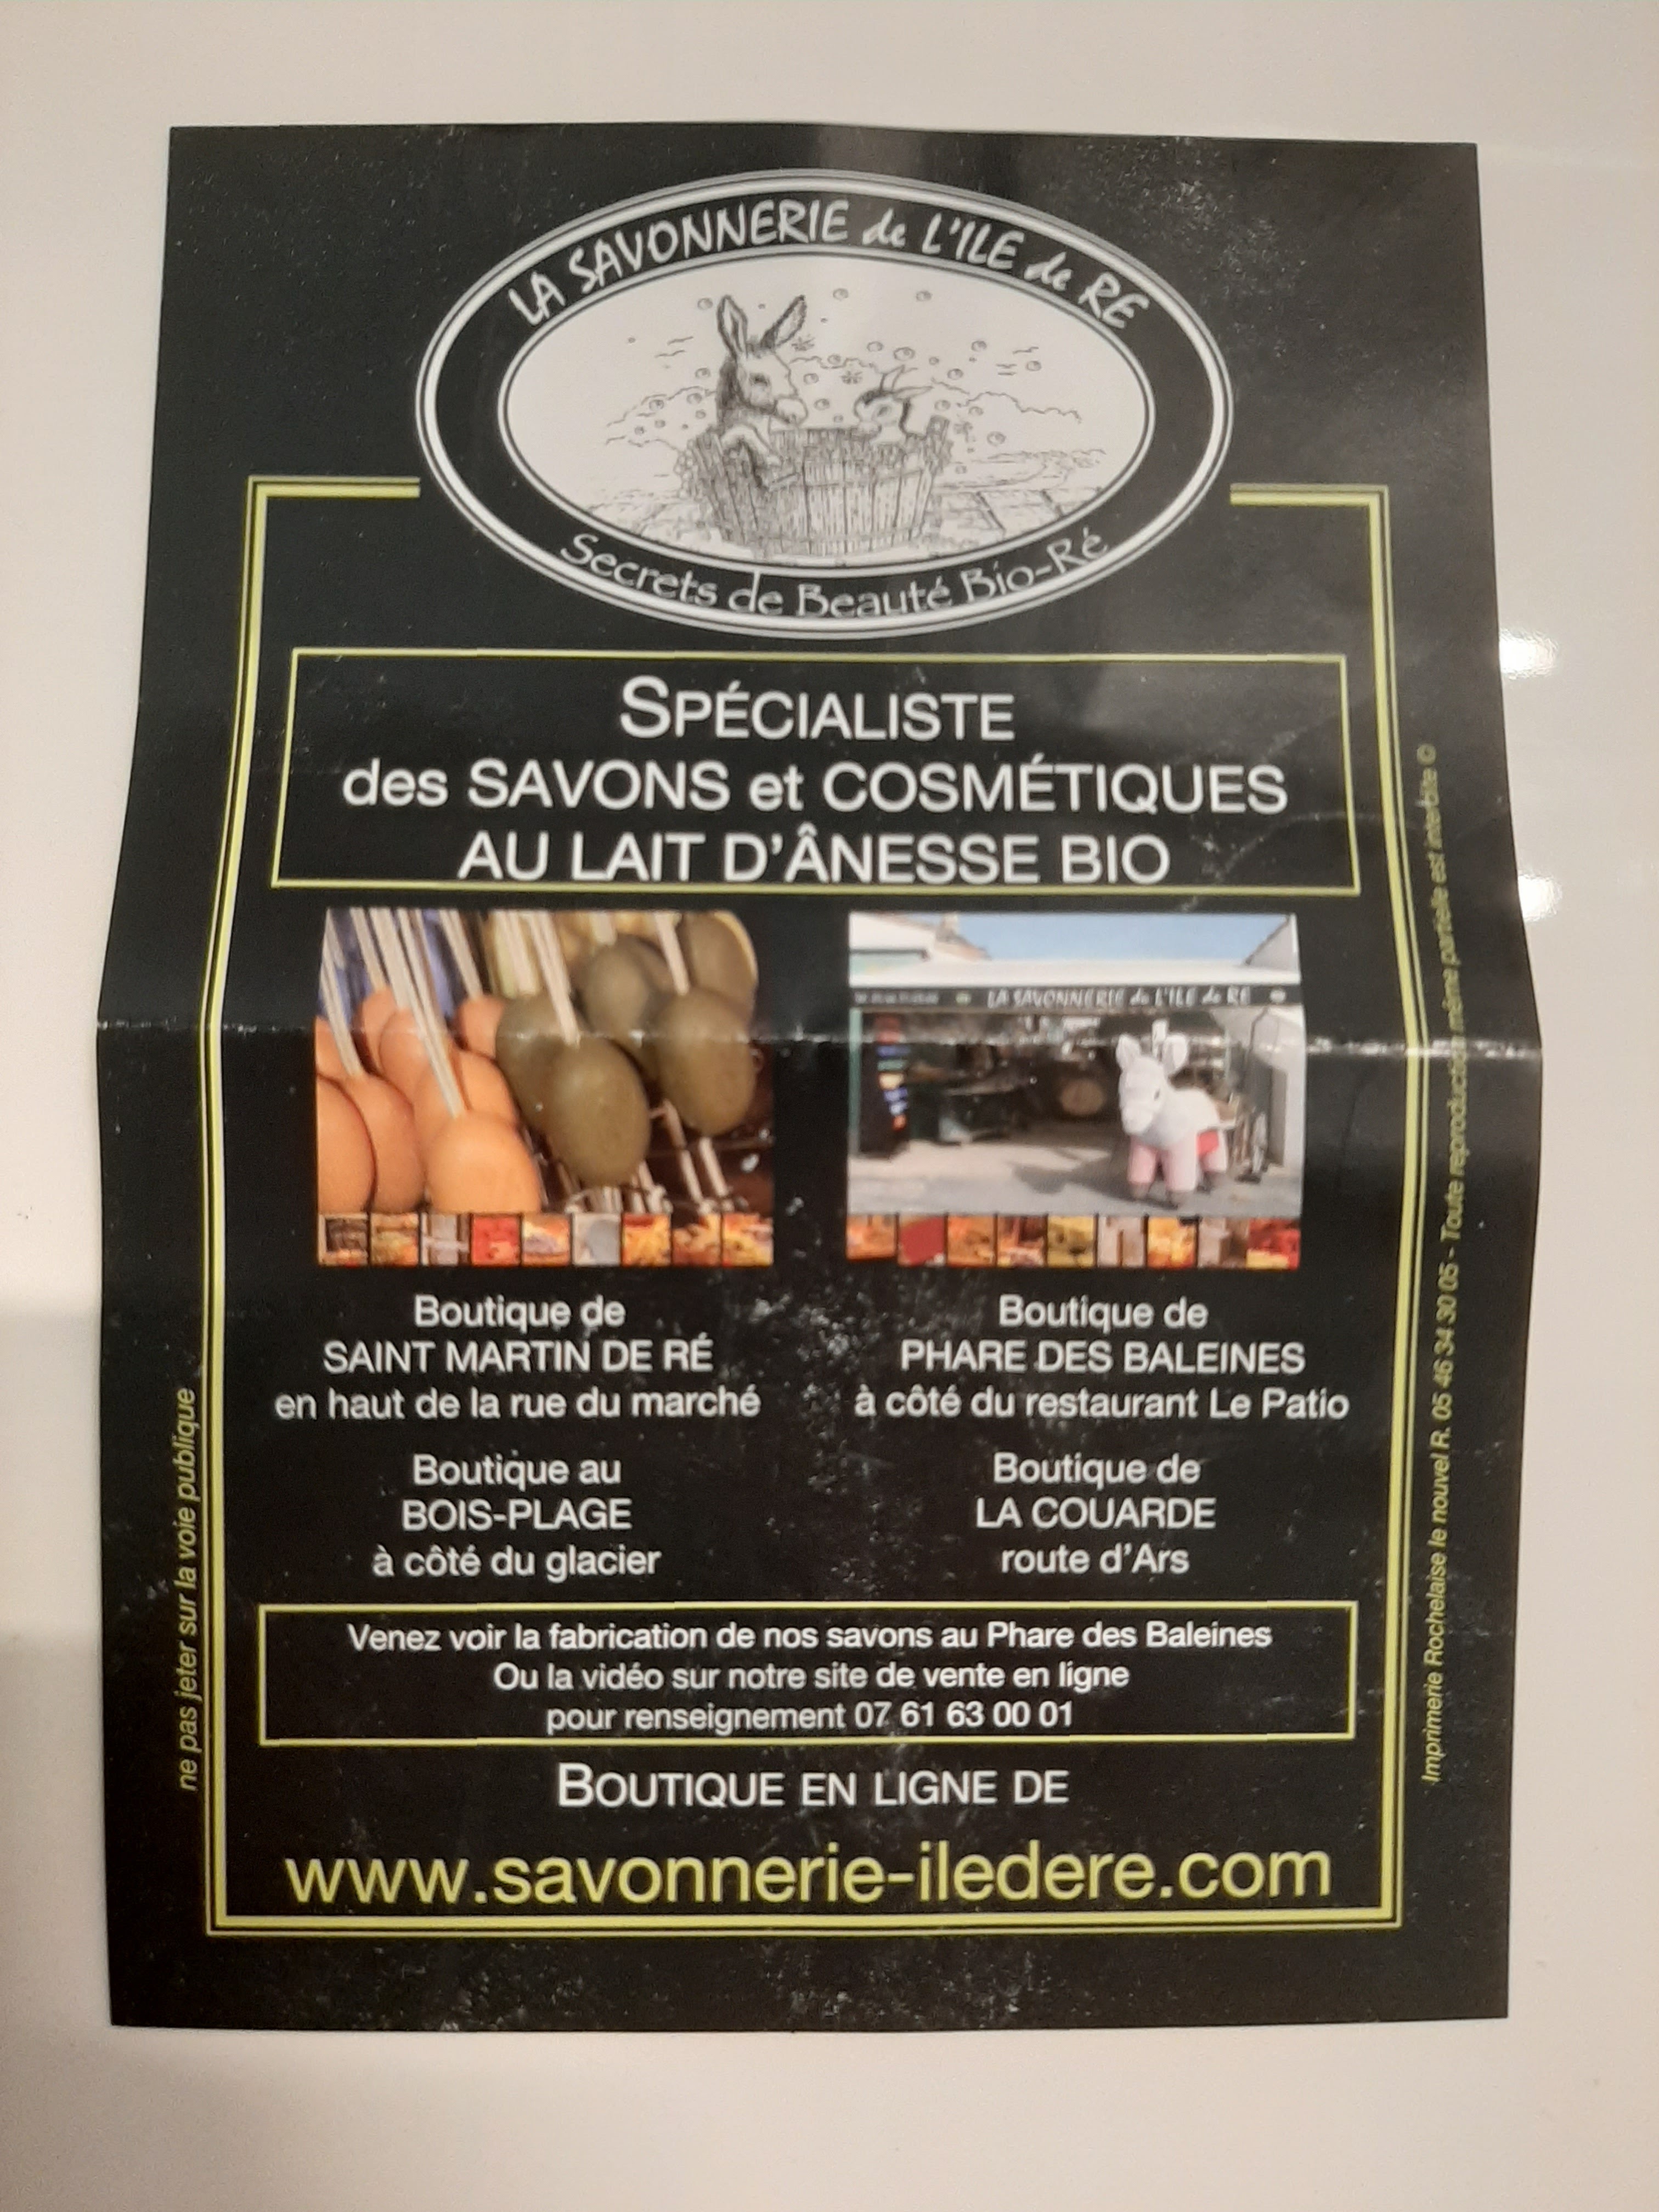 LA SAVONNERIE de L'ILE de RE
Secrets de Beauté Bio-Ré
SPÉCIALISTE
des SAVONS et COSMÉTIQUES
AU LAIT D'ÂNESSE BIO
LA SAVONNERIE de L'ILE de RE
Boutique de
SAINT MARTIN DE RÉ
en haut de la rue du marché
Boutique de
PHARE DES BALEINES
à côté du restaurant Le Patio
Boutique au
BOIS-PLAGE
à côté du glacier
Boutique de
LA COUARDE
route d'Ars
Venez voir la fabrication de nos savons au Phare des Baleines
Ou la vidéo sur notre site de vente en ligne
pour renseignement 07 61 63 00 01
BOUTIQUE EN LIGNE DE
www.savonnerie-iledere.com
ne pas jeter sur la voie publique
Imprimerie Rochelaise le nouvel R. 05 46 34 30 05 - Toute reproduction même partielle est interdite ©